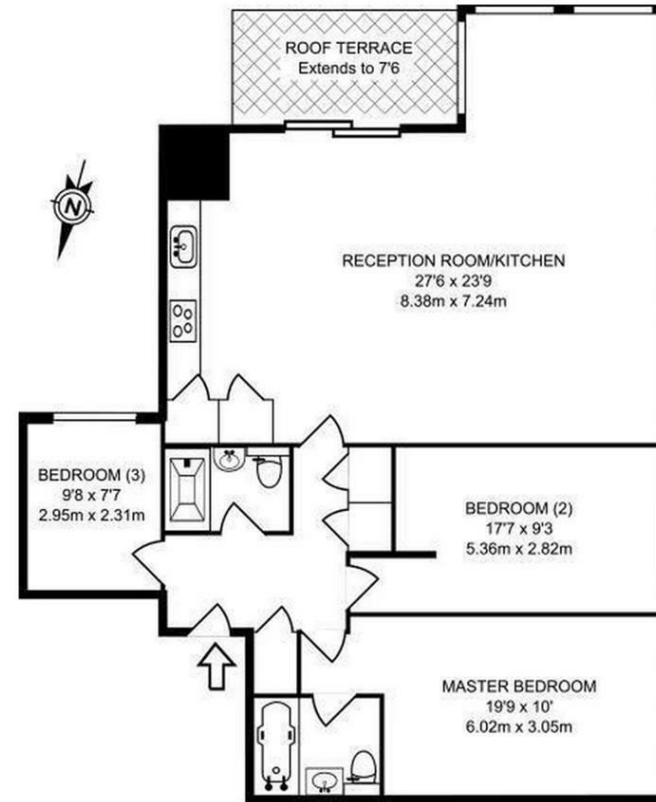 ROOF TERRACE
Extends to 7'6
N
RECEPTION ROOM/KITCHEN
27'6 x 23'9
8.38m x 7.24m
BEDROOM (3)
9'8 x 7'7
2.95m x 2.31m
BEDROOM (2)
17'7 x 9'3
5.36m x 2.82m
MASTER BEDROOM
19'9 x 10'
6.02m x 3.05m